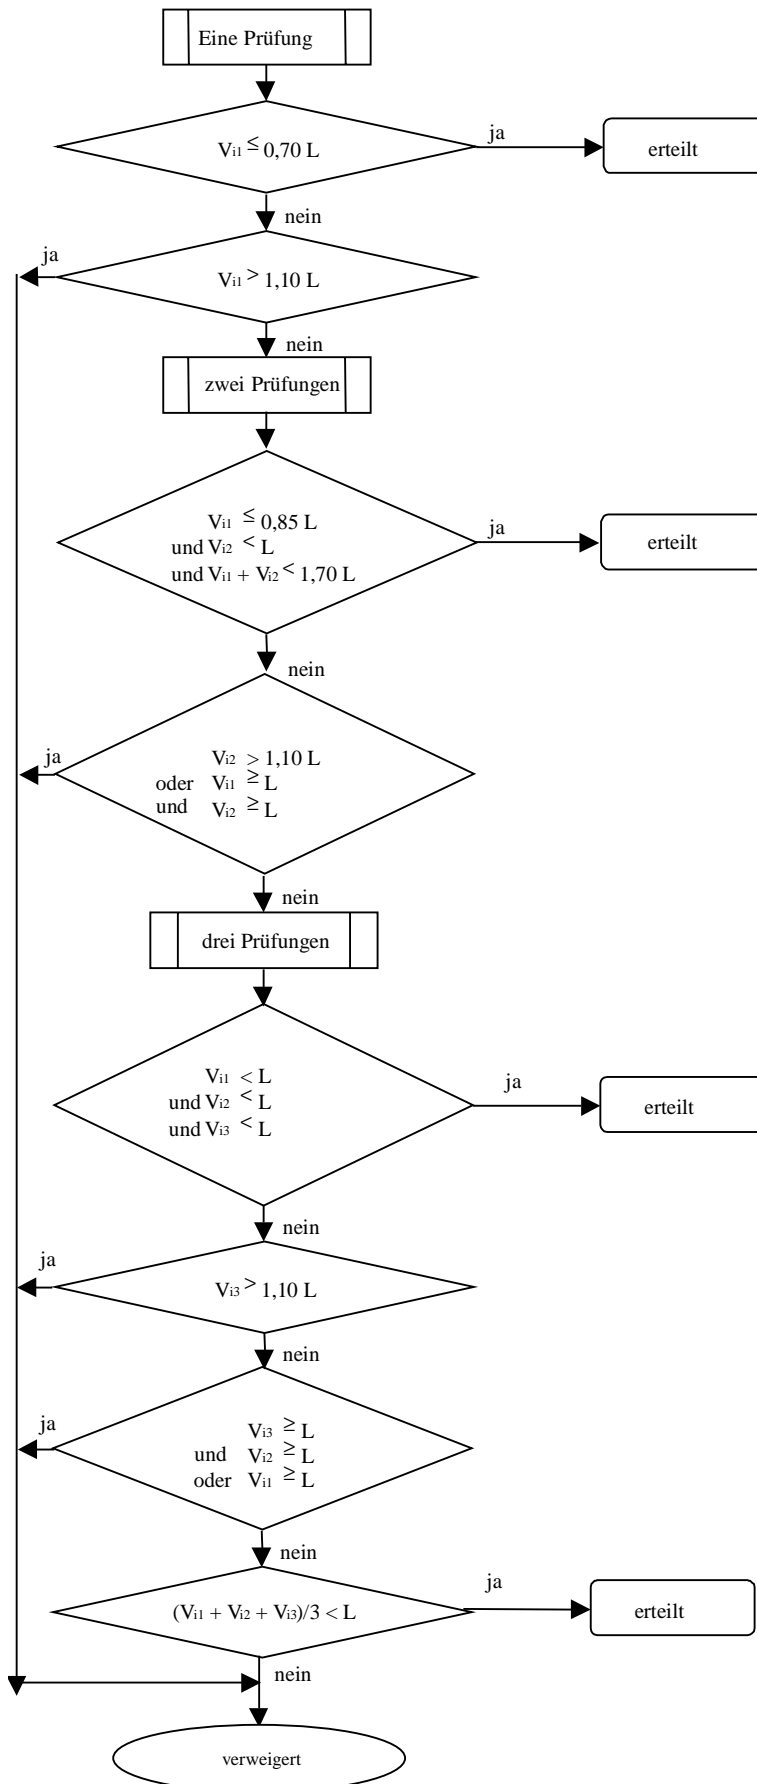 Eine Prüfung
Vi1 ≤ 0,70 L
ja
erteilt
nein
ja
Vi1 > 1,10 L
nein
zwei Prüfungen
Vi1 ≤ 0,85 L
und Vi2 < L
und Vi1 + Vi2 < 1,70 L
ja
erteilt
nein
ja
Vi2 > 1,10 L
oder Vi1 ≥ L
und Vi2 ≥ L
nein
drei Prüfungen
Vi1 < L
und Vi2 < L
und Vi3 < L
ja
erteilt
nein
ja
Vi3 > 1,10 L
nein
ja
Vi3 ≥ L
und Vi2 ≥ L
oder Vi1 ≥ L
nein
(Vi1 + Vi2 + Vi3)/3 < L
ja
erteilt
nein
verweigert